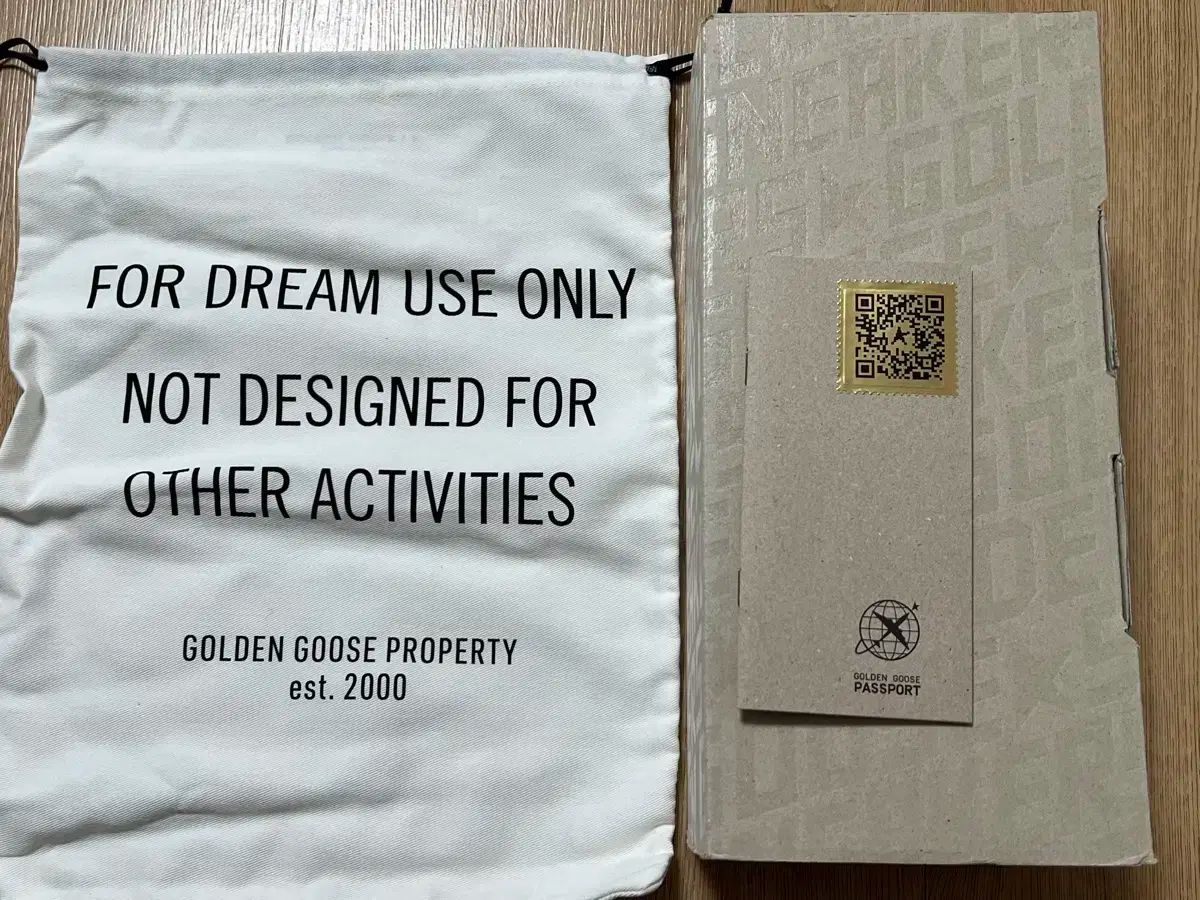 FOR DREAM USE ONLY
NOT DESIGNED FOR
OTHER ACTIVITIES
GOLDEN GOOSE PROPERTY
est. 2000
GOLDEN GOOSE
PASSPORT